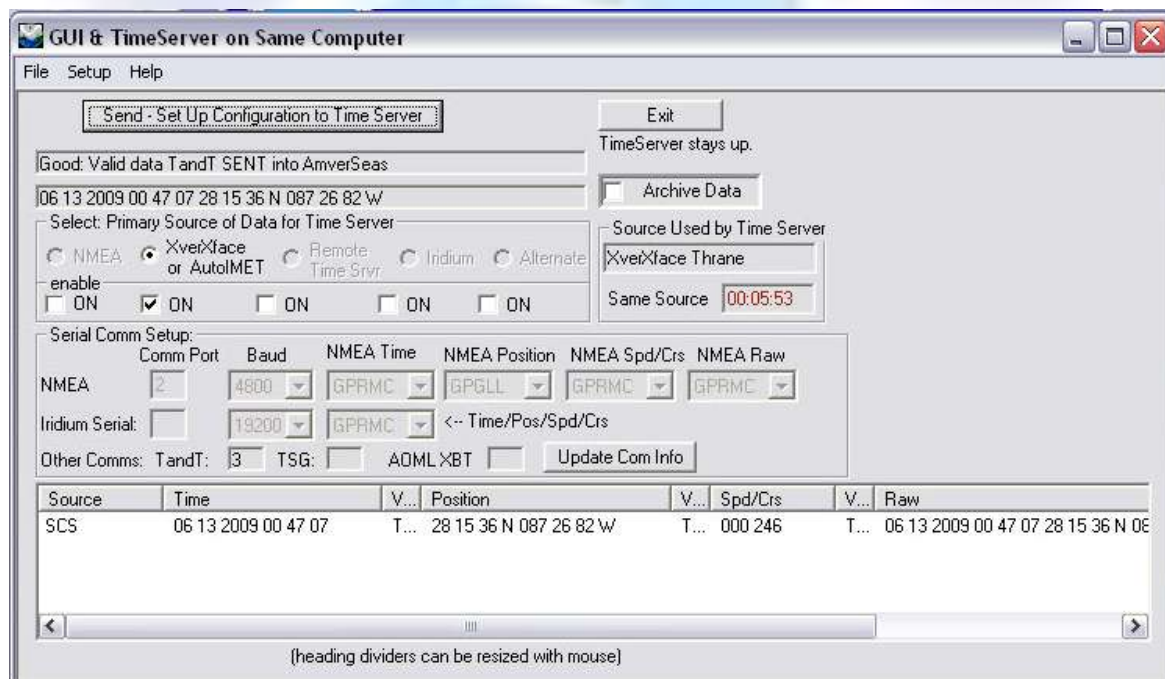 GUI & TimeServer on Same Computer
File Setup Help
Send - Set Up Configuration to Time Server
Exit
TimeServer stays up.
Good: Valid data TandT SENT into AmverSeas
06 13 2009 00 47 07 28 15 36 N 087 26 82 W
Archive Data
Select: Primary Source of Data for Time Server
NMEA
XverXface or AutoIMET
Remote Time Srvr
Iridium
Alternate
enable
ON ON ON ON ON
Source Used by Time Server
XverXface Thrane
Same Source 00:05:53
Serial Comm Setup:
Comm Port Baud NMEA Time NMEA Position NMEA Spd/Crs NMEA Raw
NMEA 2 4800 GPRMC GPGLL GPRMC GPRMC
Iridium Serial: 19200 GPRMC <-- Time/Pos/Spd/Crs
Other Comms: TandT: 3 TSG: AOML XBT Update Com Info
Source Time V... Position V... Spd/Crs V... Raw
SCS 06 13 2009 00 47 07 T... 28 15 36 N 087 26 82 W T... 000 246 T... 06 13 2009 00 47 07 28 15 36 N 08
(heading dividers can be resized with mouse)